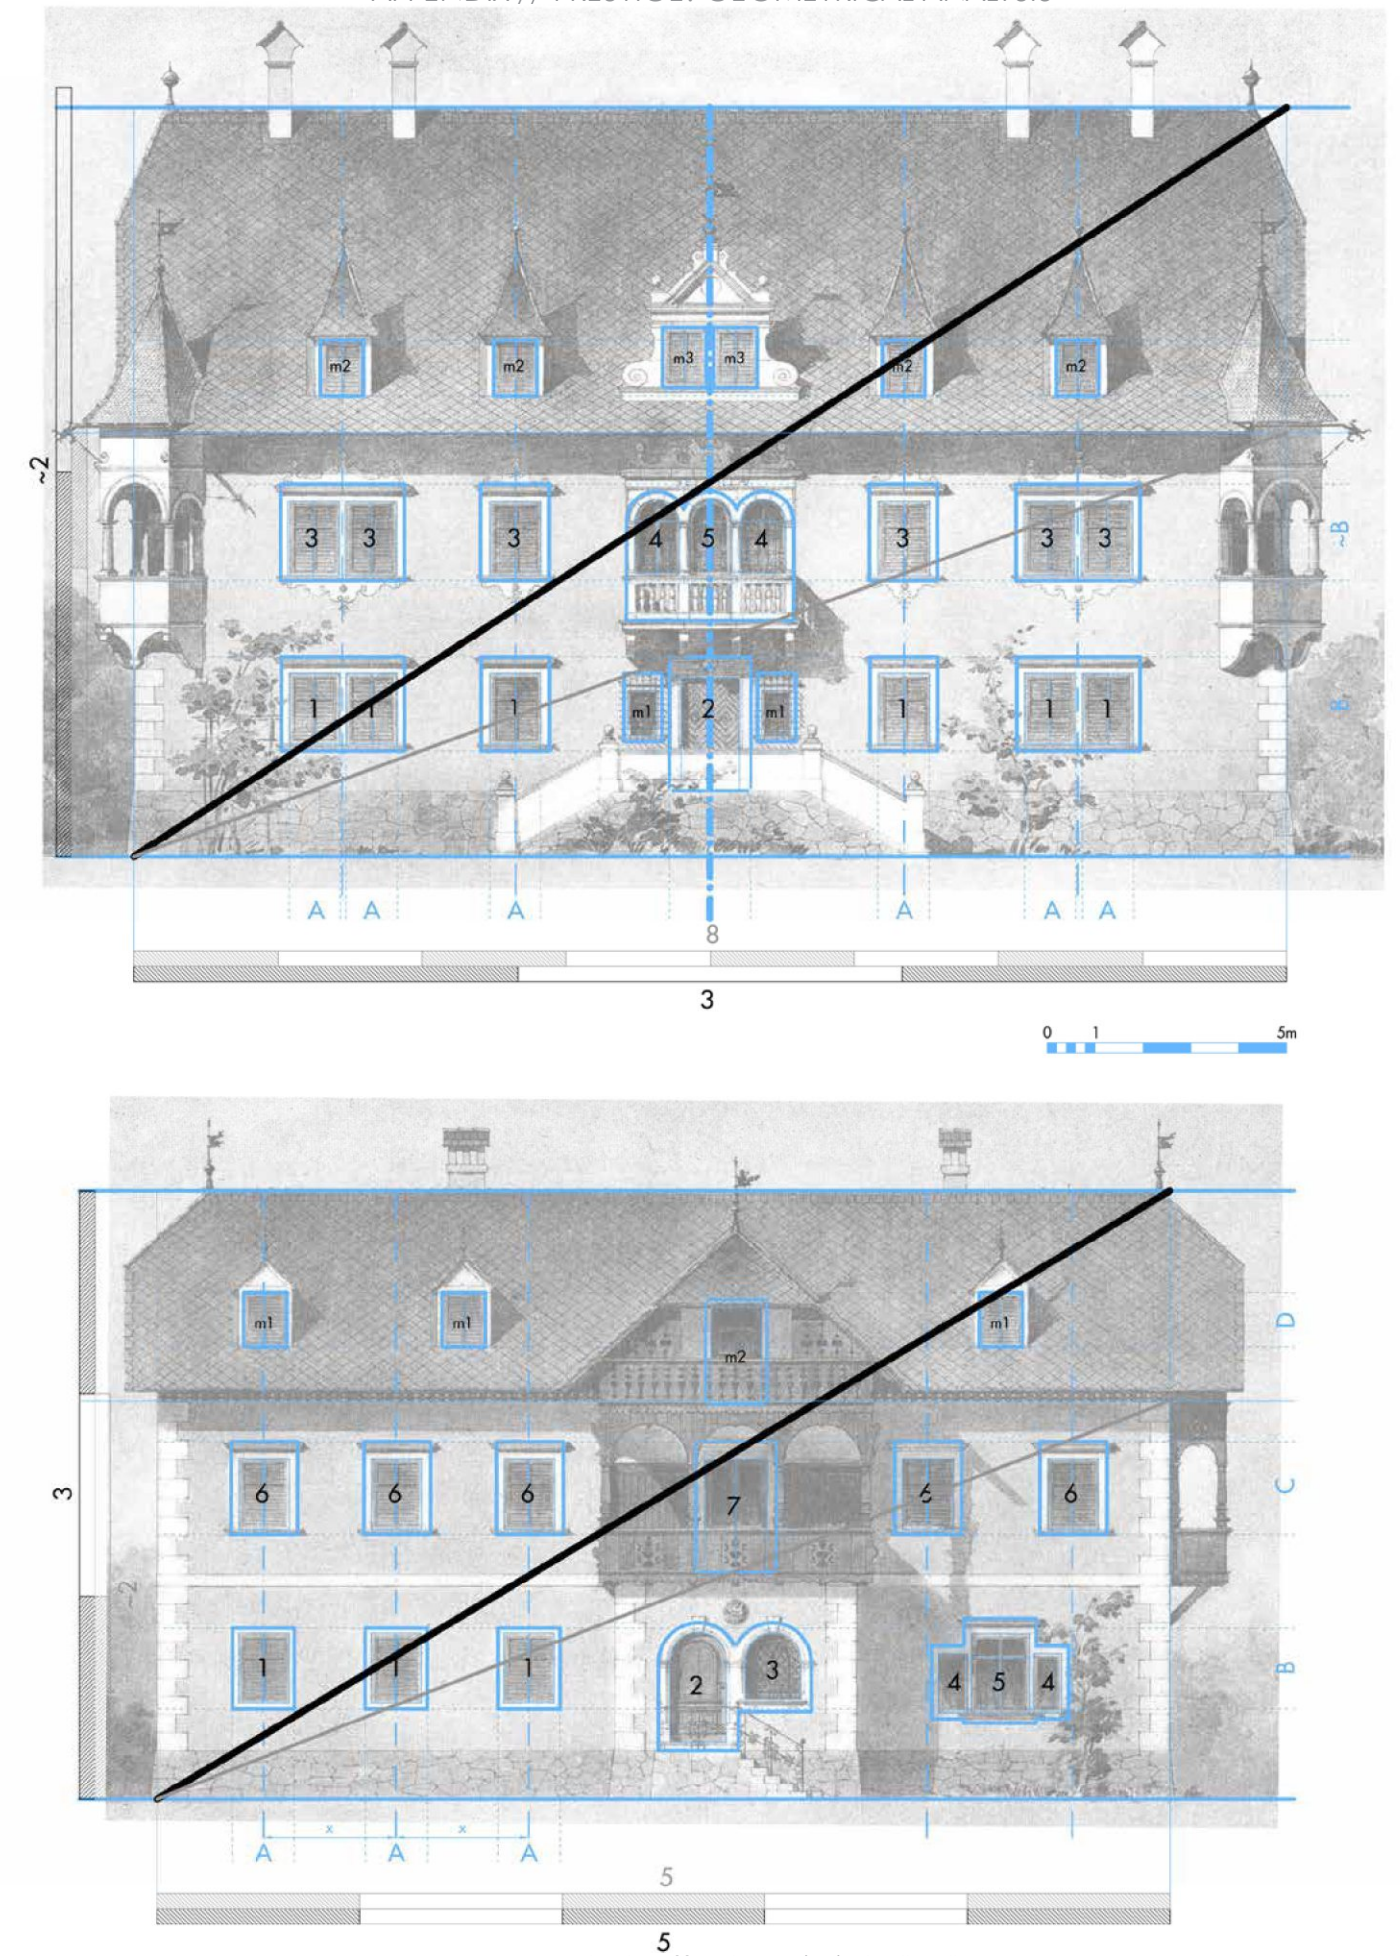 m2 m2 m3 m3 m2 m2
~2
3 3 3 4 5 4 3 3 3
~B
1 1 1 m1 2 m1 1 1 1
B
A A A A A A
8
3
0 1 5m
m1 m1 m1
D
m2
6 6 6 7 6 6
C
3
~2
1 1 1 2 3 4 5 4
B
x x
A A A
5
5